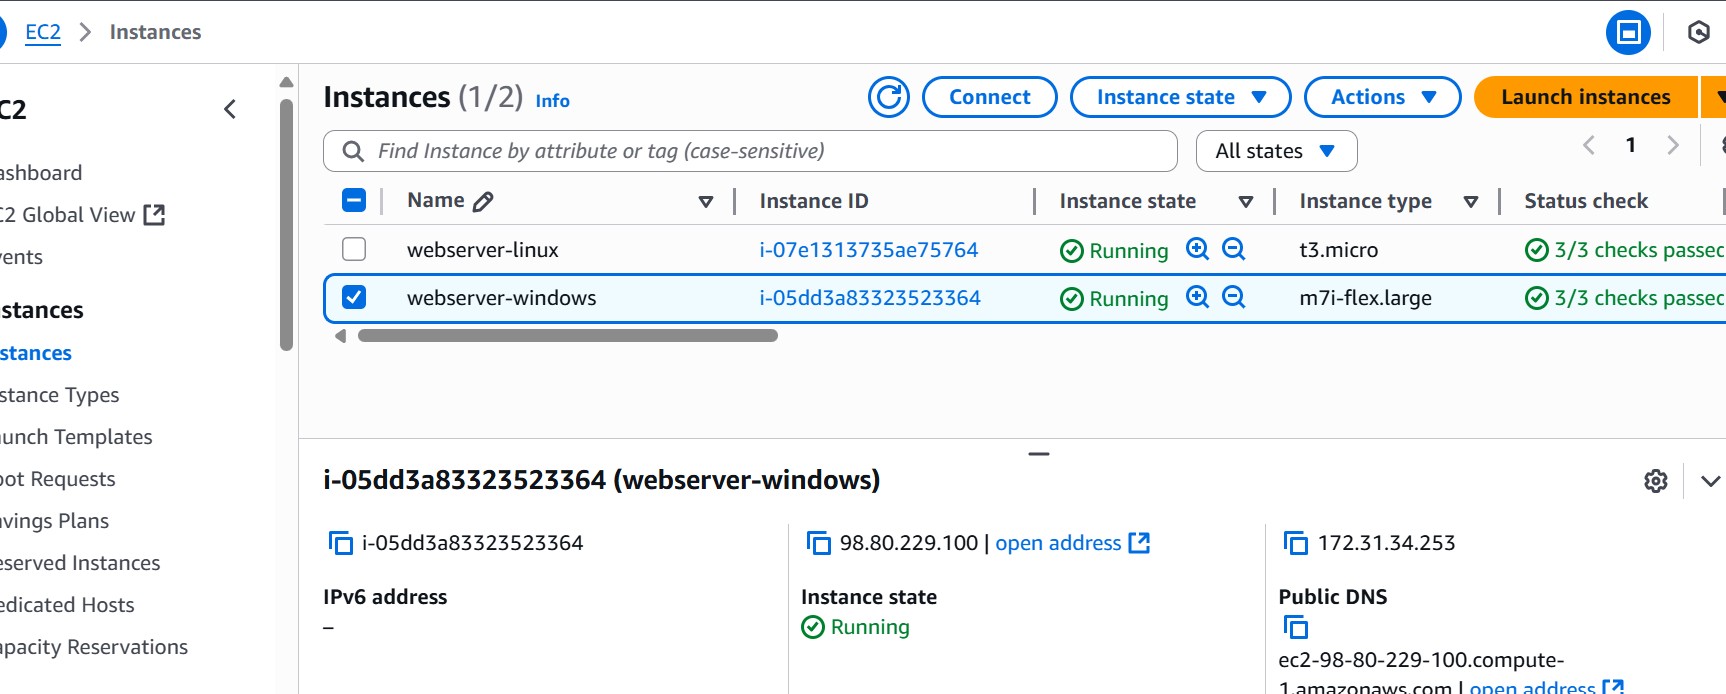 EC2 > Instances
C2
ashboard
C2 Global View
ents
stances
stances
stance Types
unch Templates
ot Requests
vings Plans
eserved Instances
edicated Hosts
apacity Reservations
Instances (1/2) Info
Connect
Instance state
Actions
Launch instances
Find Instance by attribute or tag (case-sensitive)
All states
1
Name Instance ID Instance state Instance type Status check
webserver-linux i-07e1313735ae75764 Running t3.micro 3/3 checks passec
webserver-windows i-05dd3a83323523364 Running m7i-flex.large 3/3 checks passec
i-05dd3a83323523364 (webserver-windows)
i-05dd3a83323523364
IPv6 address
–
98.80.229.100 | open address
Instance state
Running
172.31.34.253
Public DNS
ec2-98-80-229-100.compute-
1.amazonaws.com | open address